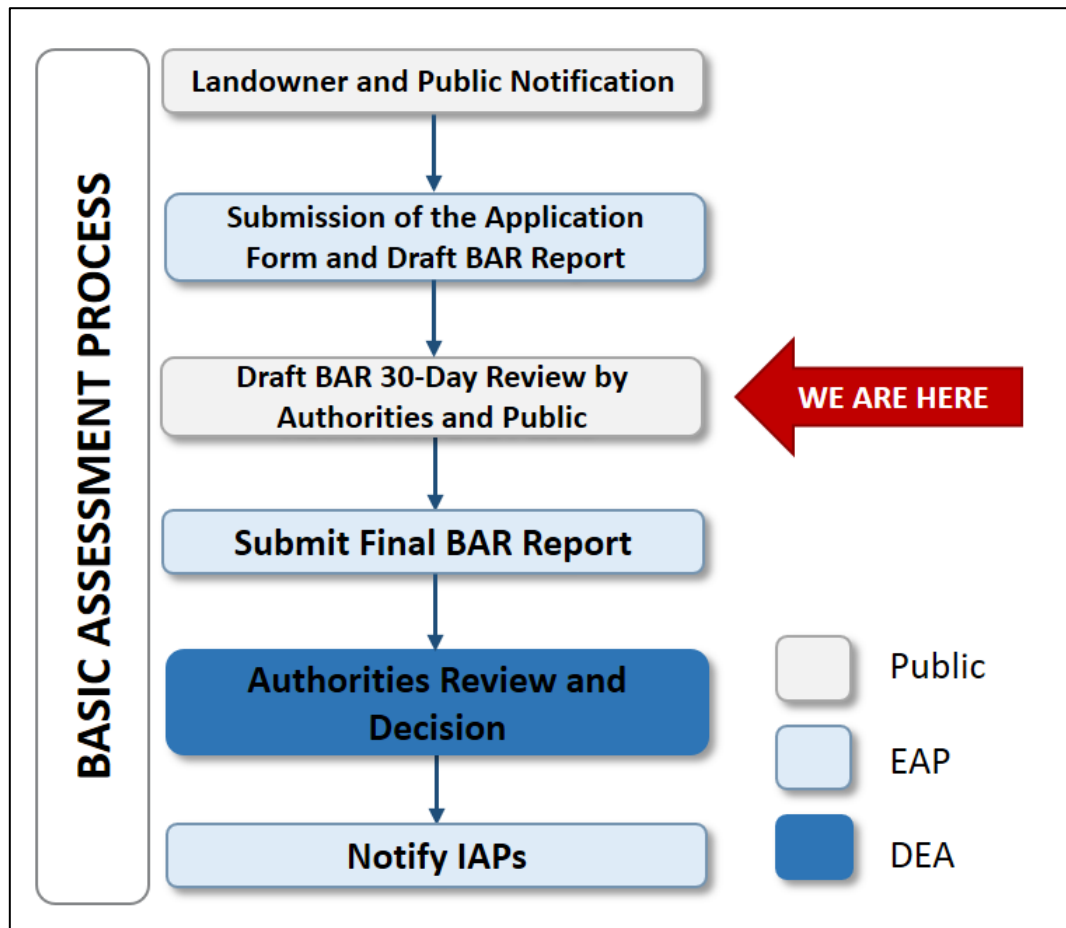 BASIC ASSESSMENT PROCESS
Landowner and Public Notification
Submission of the Application
Form and Draft BAR Report
Draft BAR 30-Day Review by
Authorities and Public
WE ARE HERE
Submit Final BAR Report
Authorities Review and
Decision
Notify IAPs
Public
EAP
DEA